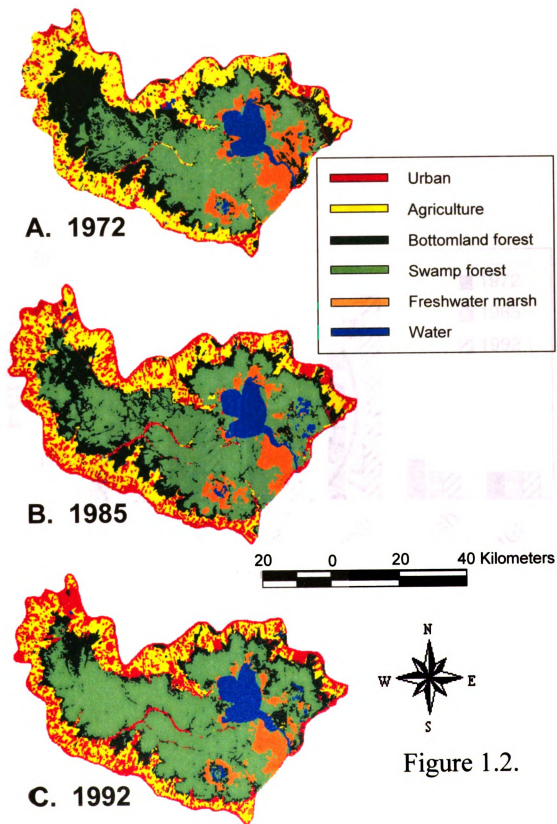 A. 1972
Urban
Agriculture
Bottomland forest
Swamp forest
Freshwater marsh
Water
B. 1985
20 0 20 40 Kilometers
C. 1992
N
W E
S
Figure 1.2.